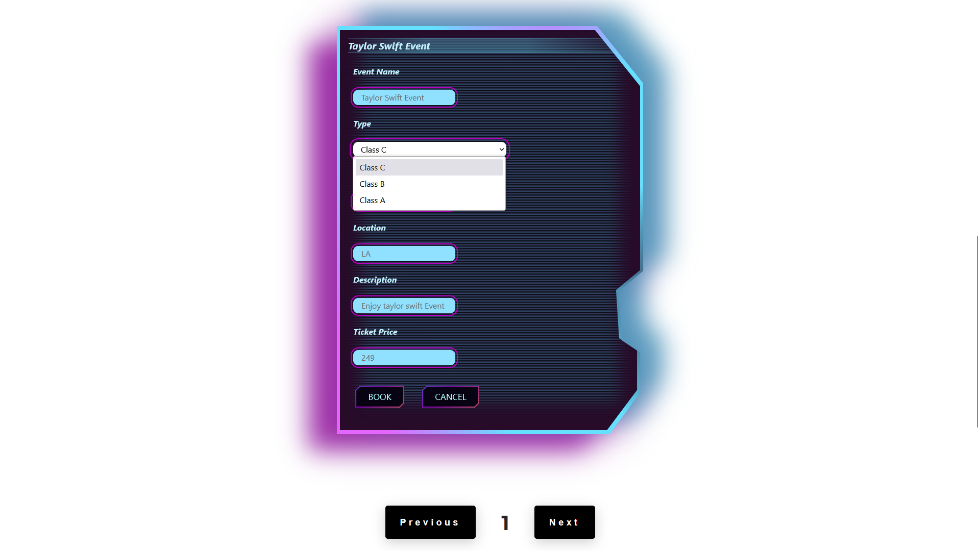 Taylor Swift Event
Event Name
Taylor Swift Event
Type
Class C
Class C
Class B
Class A
Location
LA
Description
Enjoy taylor swift Event
Ticket Price
249
BOOK CANCEL
Previous 1 Next